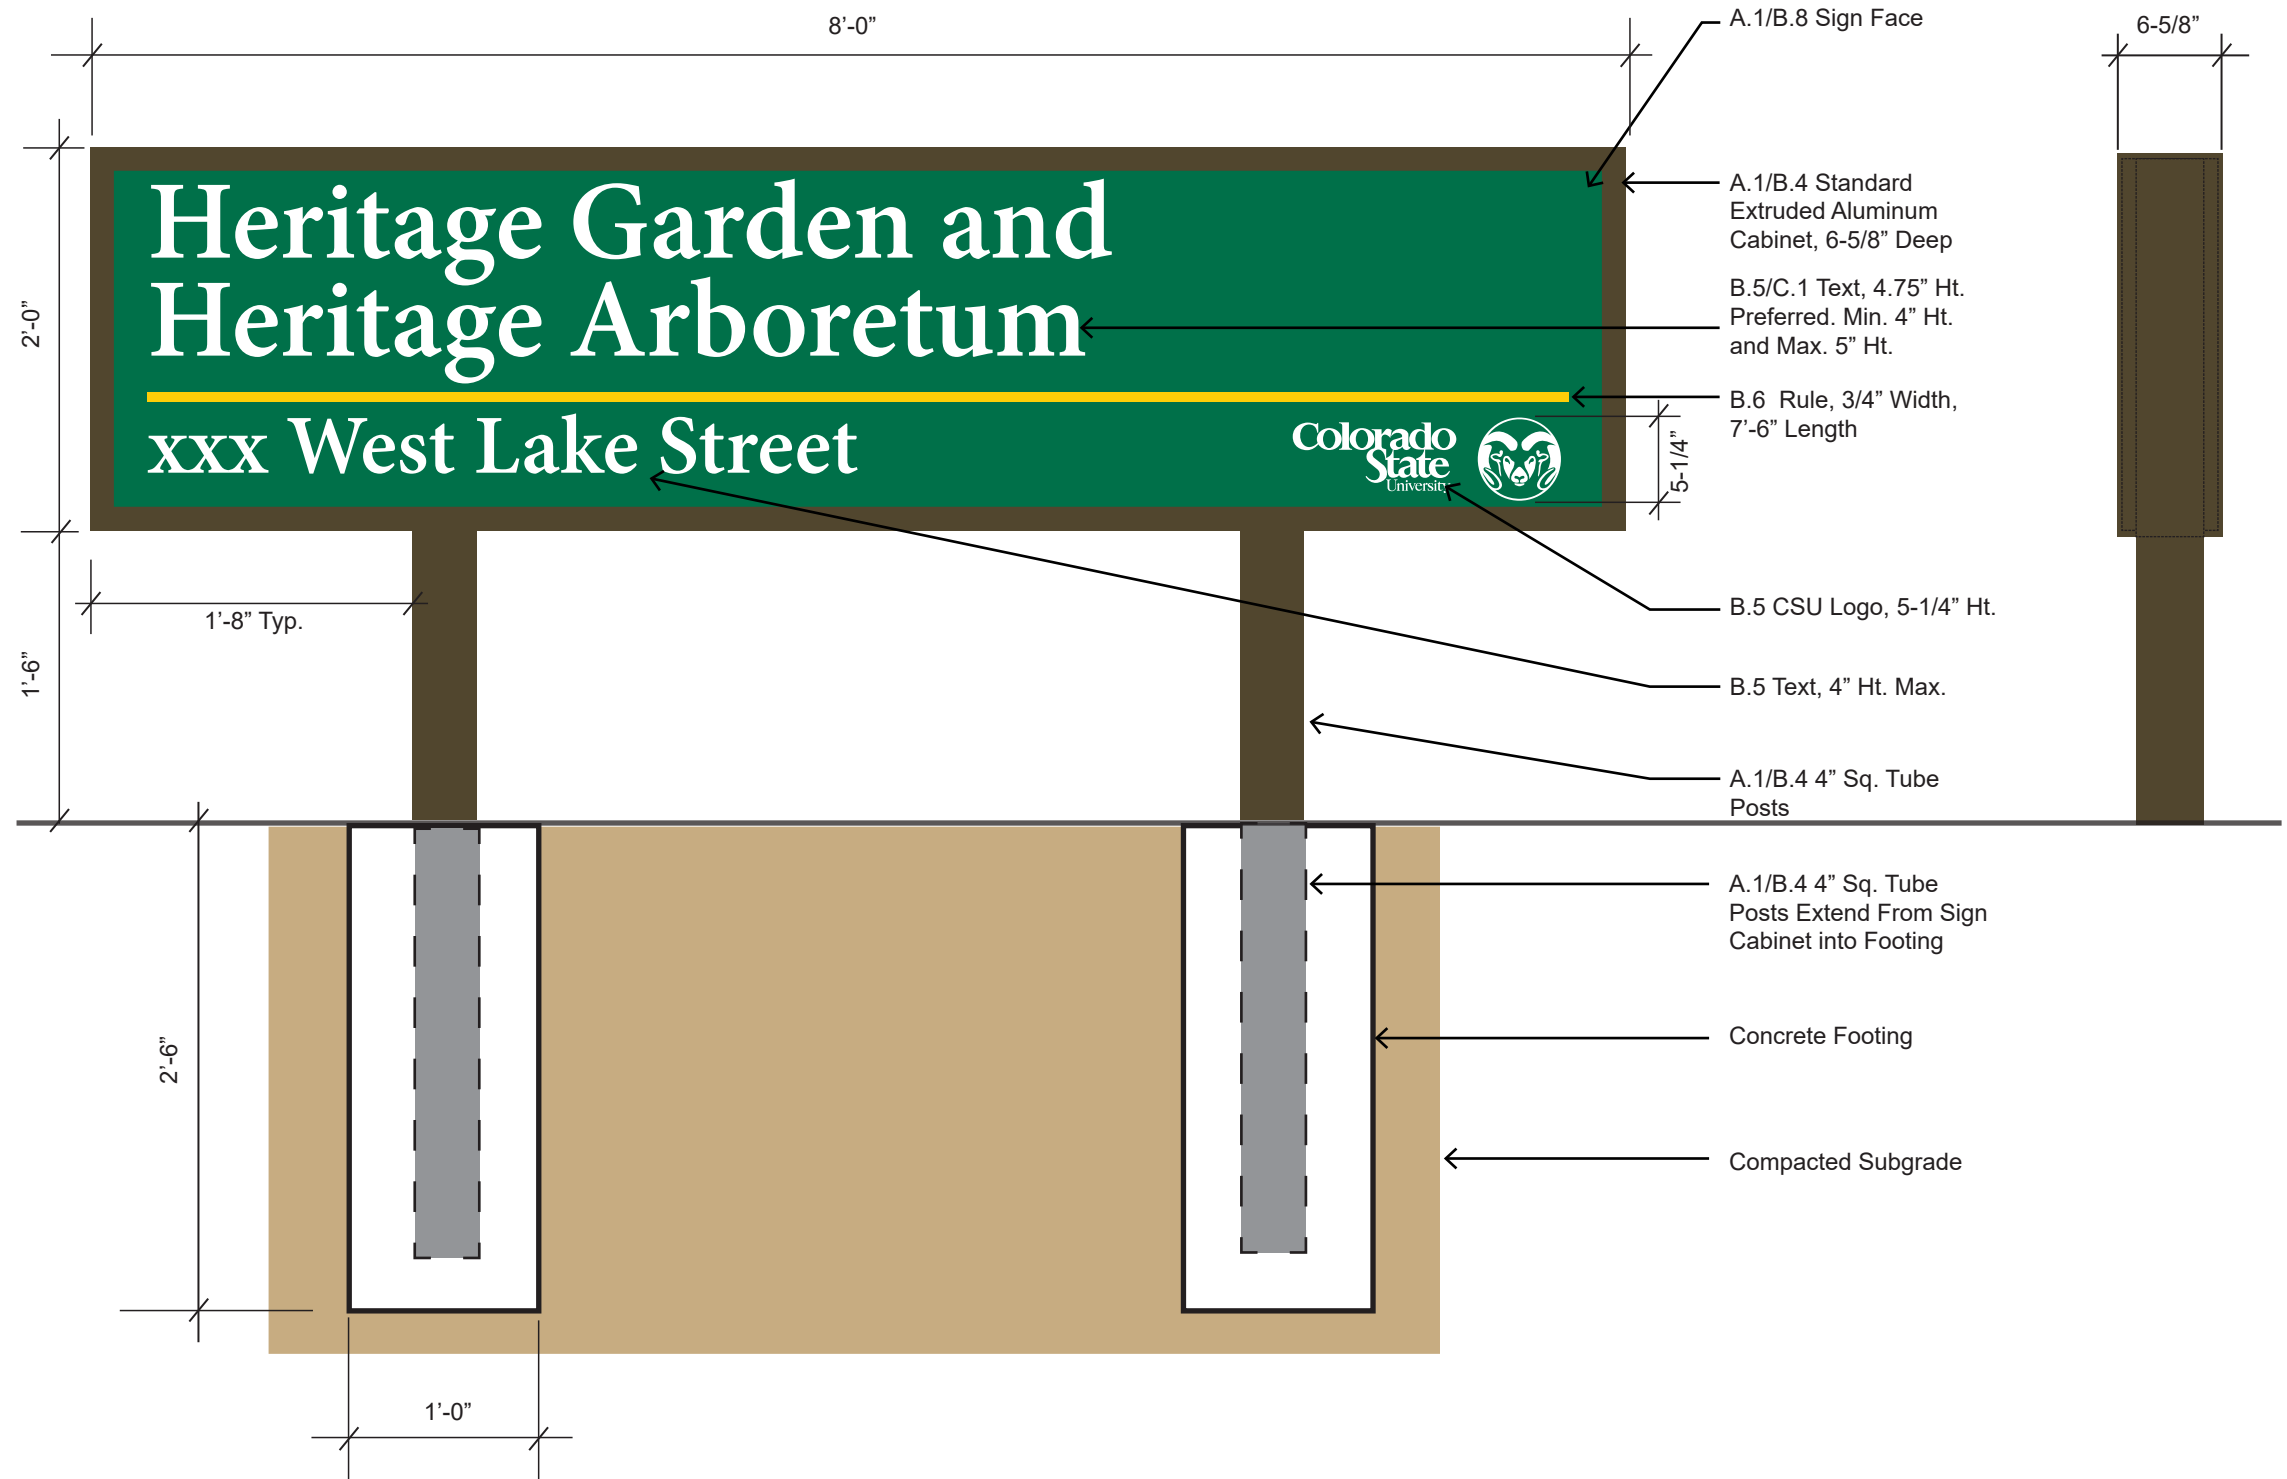 8’-0”
A.1/B.8 Sign Face
6-5/8”
Heritage Garden and
Heritage Arboretum
xxx West Lake Street
Colorado
State
University
2’-0”
A.1/B.4 Standard
Extruded Aluminum
Cabinet, 6-5/8” Deep
B.5/C.1 Text, 4.75” Ht.
Preferred. Min. 4” Ht.
and Max. 5” Ht.
B.6  Rule, 3/4” Width,
7’-6” Length
5-1/4”
1’-8” Typ.
1’-6”
B.5 CSU Logo, 5-1/4” Ht.
B.5 Text, 4” Ht. Max.
A.1/B.4 4” Sq. Tube
Posts
A.1/B.4 4” Sq. Tube
Posts Extend From Sign
Cabinet into Footing
2’-6”
Concrete Footing
Compacted Subgrade
1’-0”